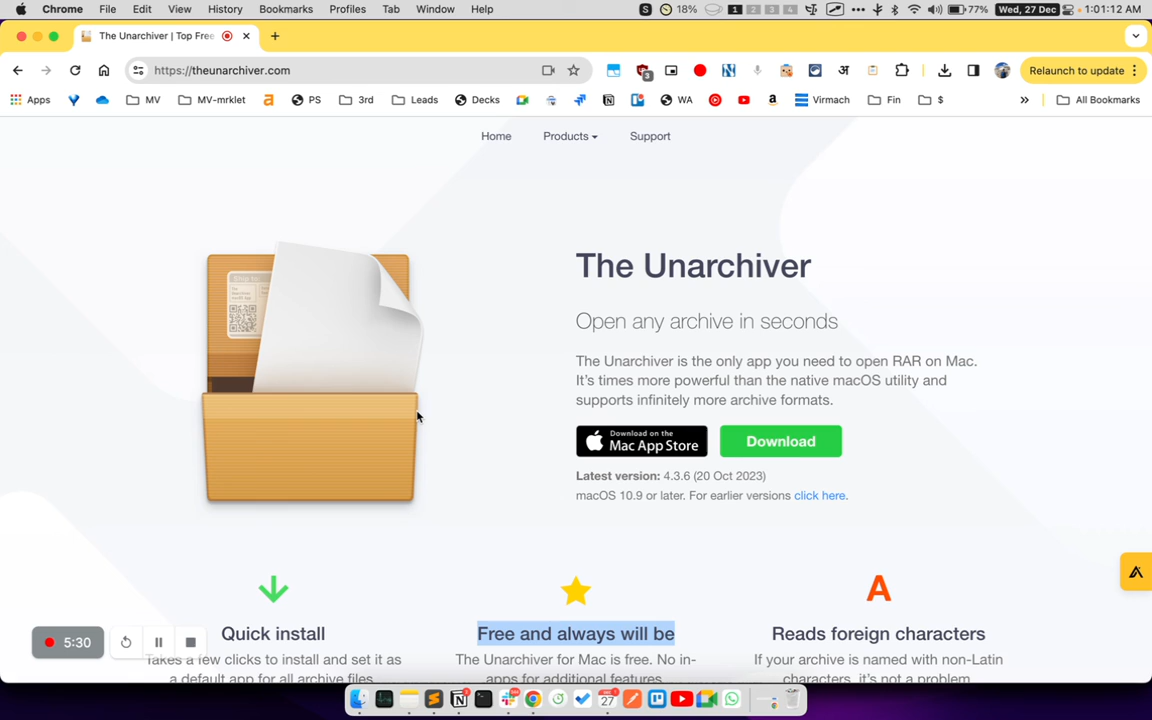 Chrome File Edit View History Bookmarks Profiles Tab Window Help S 18% 1 2 3 4 77% Wed, 27 Dec 1:01:12 AM
The Unarchiver | Top Free
https://theunarchiver.com 3 अ Relaunch to update
Apps MV MV-mrklet a PS 3rd Leads Decks WA a Virmach Fin $ » All Bookmarks
Home Products Support
Ship to:
The Unarchiver
Open any archive in seconds
The Unarchiver is the only app you need to open RAR on Mac.
It's times more powerful than the native macOS utility and
supports infinitely more archive formats.
Download on the
Mac App Store
Download
Latest version: 4.3.6 (20 Oct 2023)
macOS 10.9 or later. For earlier versions click here.
A
5:30
Quick install
Free and always will be
Reads foreign characters
Takes a few clicks to install and set it as
a default app for all archive files
The Unarchiver for Mac is free. No in-
apps for additional features
If your archive is named with non-Latin
characters, it's not a problem
27